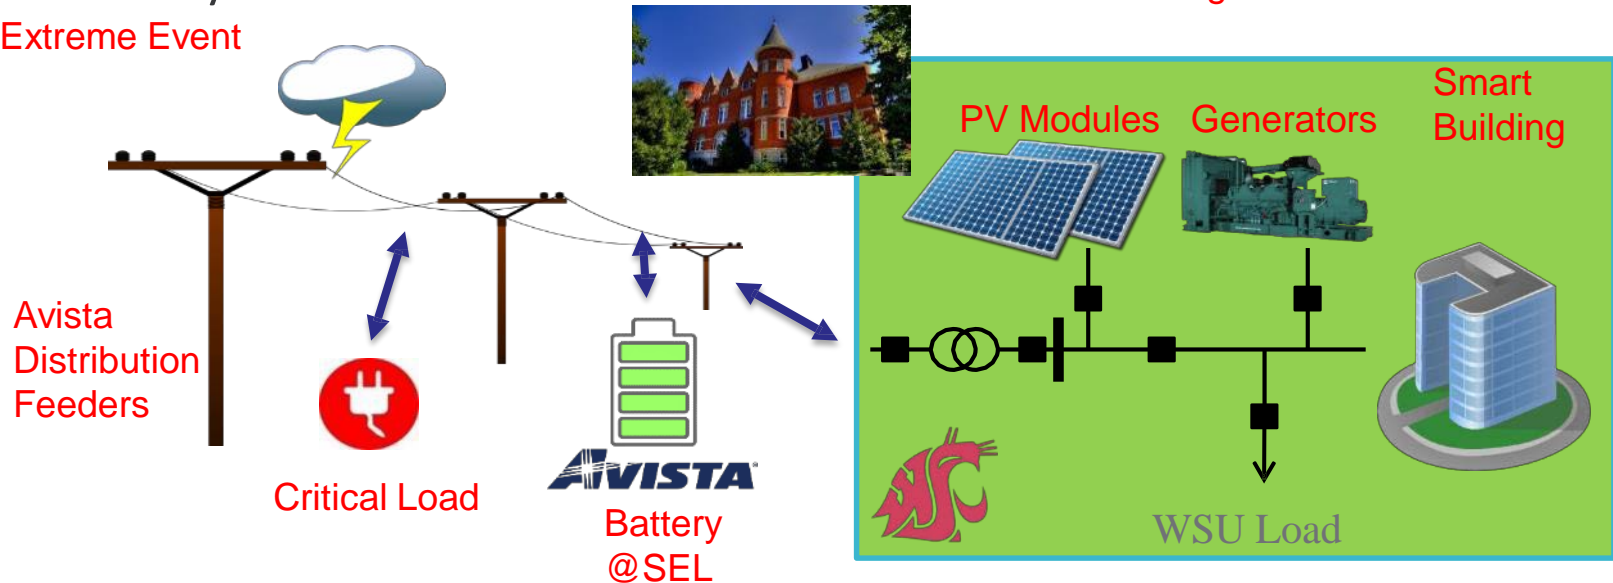 Extreme Event
Smart
Building
PV Modules
Generators
Avista
Distribution
Feeders
Critical Load
AVISTA
Battery
@SEL
WSU Load